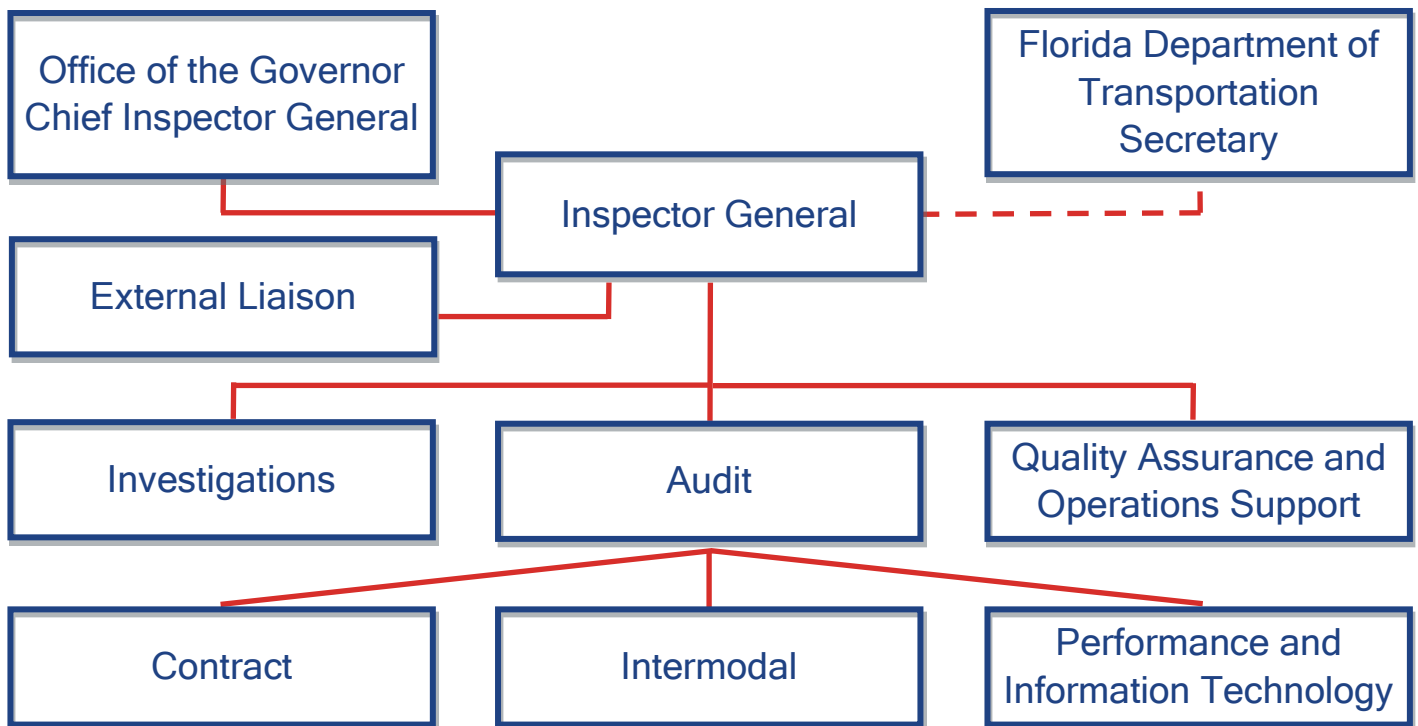 Office of the Governor
Chief Inspector General
Florida Department of
Transportation
Secretary
Inspector General
External Liaison
Investigations
Audit
Quality Assurance and
Operations Support
Contract
Intermodal
Performance and
Information Technology